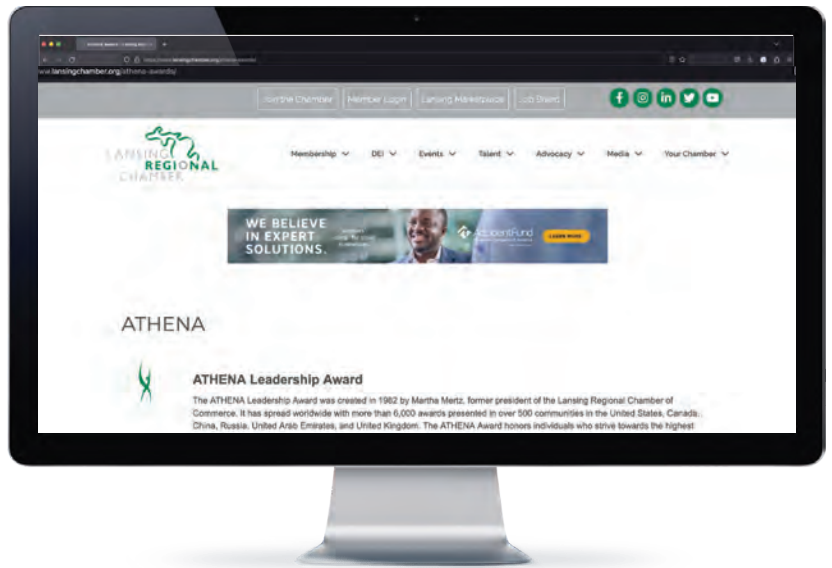 www.lansingchamber.org/athena-awards/
Join the Chamber
Member Login
Lansing Marketplace
Job Board
LANSING
REGIONAL
CHAMBER
Membership
DEI
Events
Talent
Advocacy
Media
Your Chamber
WE BELIEVE
IN EXPERT
SOLUTIONS.
AccidentFund
LEARN MORE
ATHENA
ATHENA Leadership Award
The ATHENA Leadership Award was created in 1982 by Martha Mertz, former president of the Lansing Regional Chamber of
Commerce. It has spread worldwide with more than 6,000 awards presented in over 500 communities in the United States, Canada,
China, Russia, United Arab Emirates, and United Kingdom. The ATHENA Award honors individuals who strive towards the highest